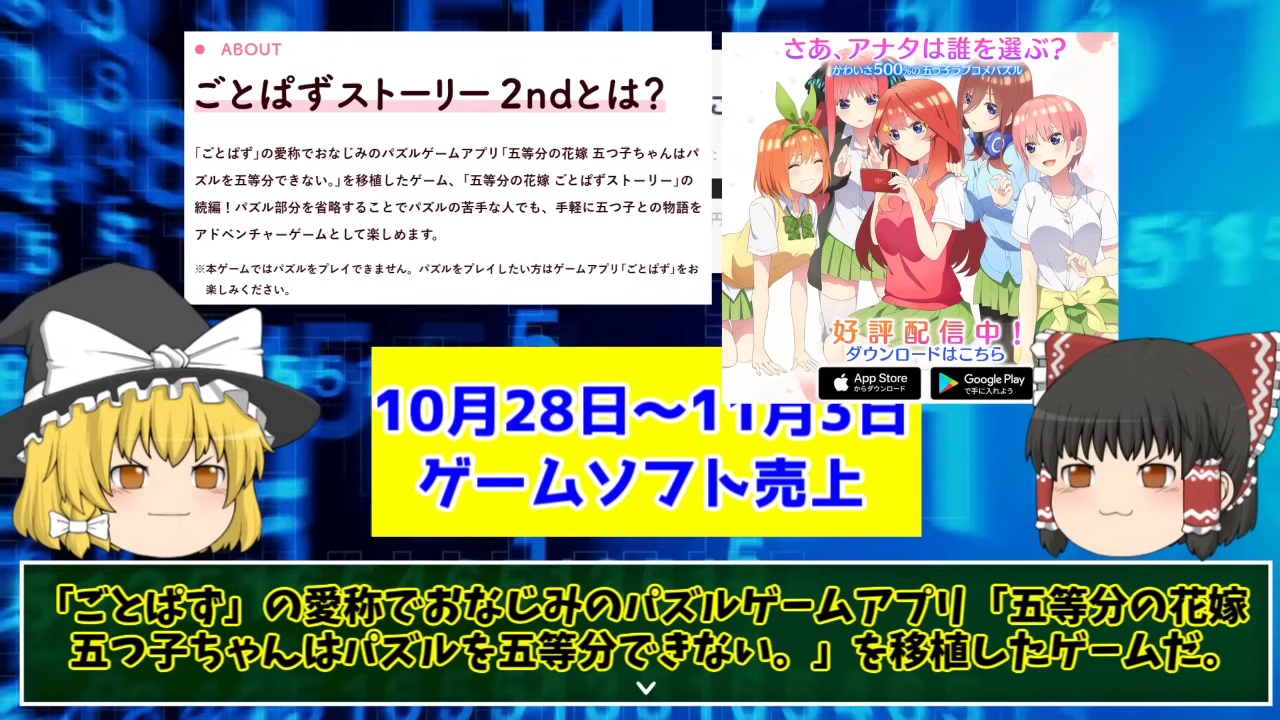 ABOUT
ごとぱずストーリー 2ndとは?
「ごとぱず」の愛称でおなじみのパズルゲームアプリ「五等分の花嫁 五つ子ちゃんはパ
ズルを五等分できない。」を移植したゲーム、「五等分の花嫁 ごとぱずストーリー」の
続編！パズル部分を省略することでパズルの苦手な人でも、手軽に五つ子との物語を
アドベンチャーゲームとして楽しめます。
※本ゲームではパズルをプレイできません。パズルをプレイしたい方はゲームアプリ「ごとぱず」をお
楽しみください。
さあ、アナタは誰を選ぶ?
かわいさ500%の五つ子ラブコメパズル
好評配信中！
ダウンロードはこちら
App Store
からダウンロード
Google Play
で手に入れよう
10月28日～11月3日
ゲームソフト売上
「ごとぱず」の愛称でおなじみのパズルゲームアプリ「五等分の花嫁
五つ子ちゃんはパズルを五等分できない。」を移植したゲームだ。